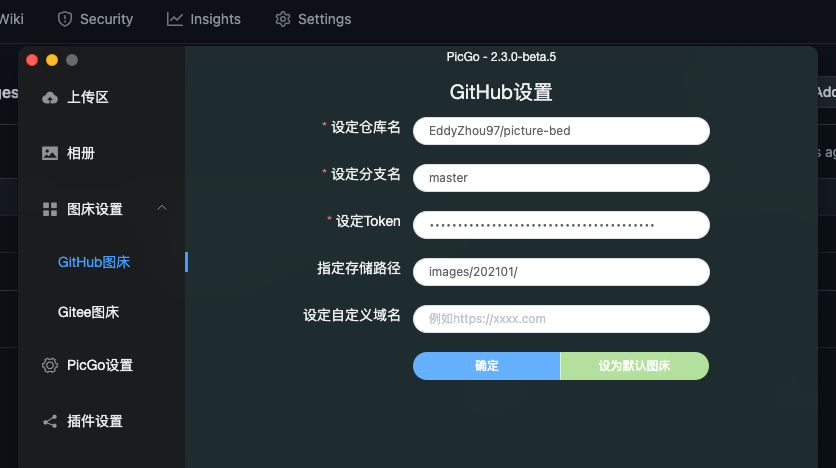 Wiki
Security
Insights
Settings
PicGo - 2.3.0-beta.5
GitHub设置
上传区
相册
图床设置
GitHub图床
Gitee图床
PicGo设置
插件设置
* 设定仓库名
EddyZhou97/picture-bed
* 设定分支名
master
* 设定Token
••••••••••••••••••••••••••••••••••••••••
指定存储路径
images/202101/
设定自定义域名
例如https://xxxx.com
确定
设为默认图床